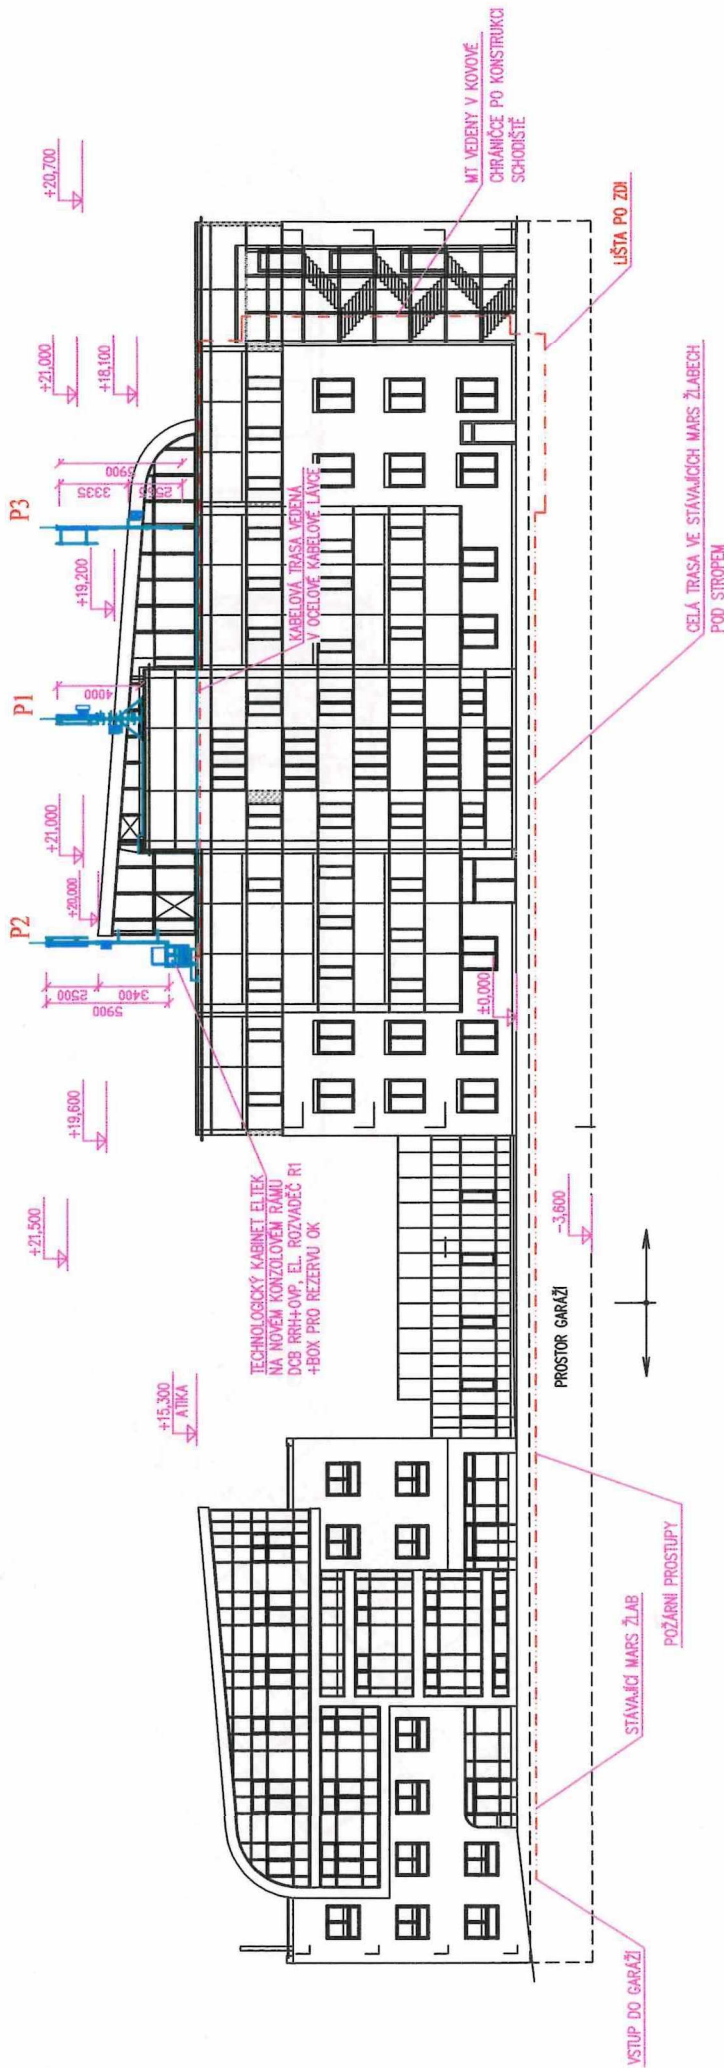 P2
P1
P3
+21,500
+19,600
+20,000
+21,000
+19,200
+21,000
+18,100
+20,700
5900
2500
3400
4000
5900
3335
2565
+15,300
ATIKA
TECHNOLOGICKÝ KABINET ELTEK
NA NOVÉM KONZOLOVÉM RÁMU
DCB RRH+OVP, EL. ROZVADĚČ R1
+BOX PRO REZERVU OK
KABELOVÁ TRASA VEDENÁ
V OCELOVÉ KABELOVÉ LÁVCE
MT VEDENY V KOVOVÉ
CHRÁNIČCE PO KONSTRUKCI
SCHODIŠTĚ
±0,000
-3,600
PROSTOR GARÁŽÍ
VSTUP DO GARÁŽÍ
STÁVAJÍCÍ MARS ŽLAB
POŽÁRNÍ PROSTUPY
CELÁ TRASA VE STÁVAJÍCÍCH MARS ŽLABECH
POD STROPEM
LIŠTA PO ZDI